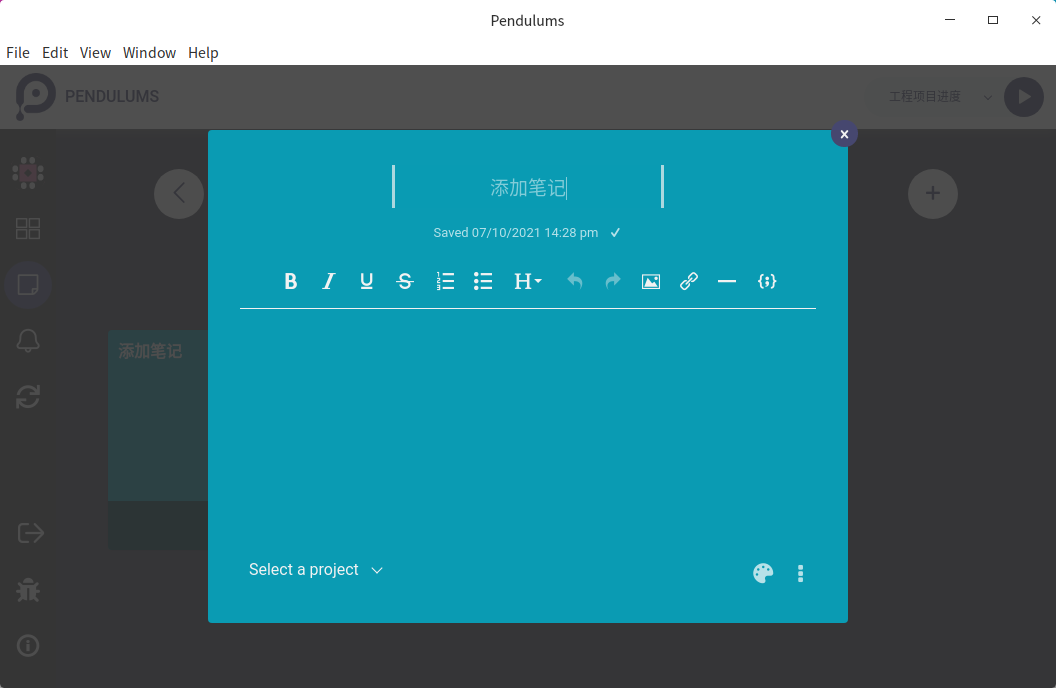 Pendulums
File Edit View Window Help
PENDULUMS
工程项目进度
添加笔记
Saved 07/10/2021 14:28 pm
B I U S H
添加笔记
Select a project